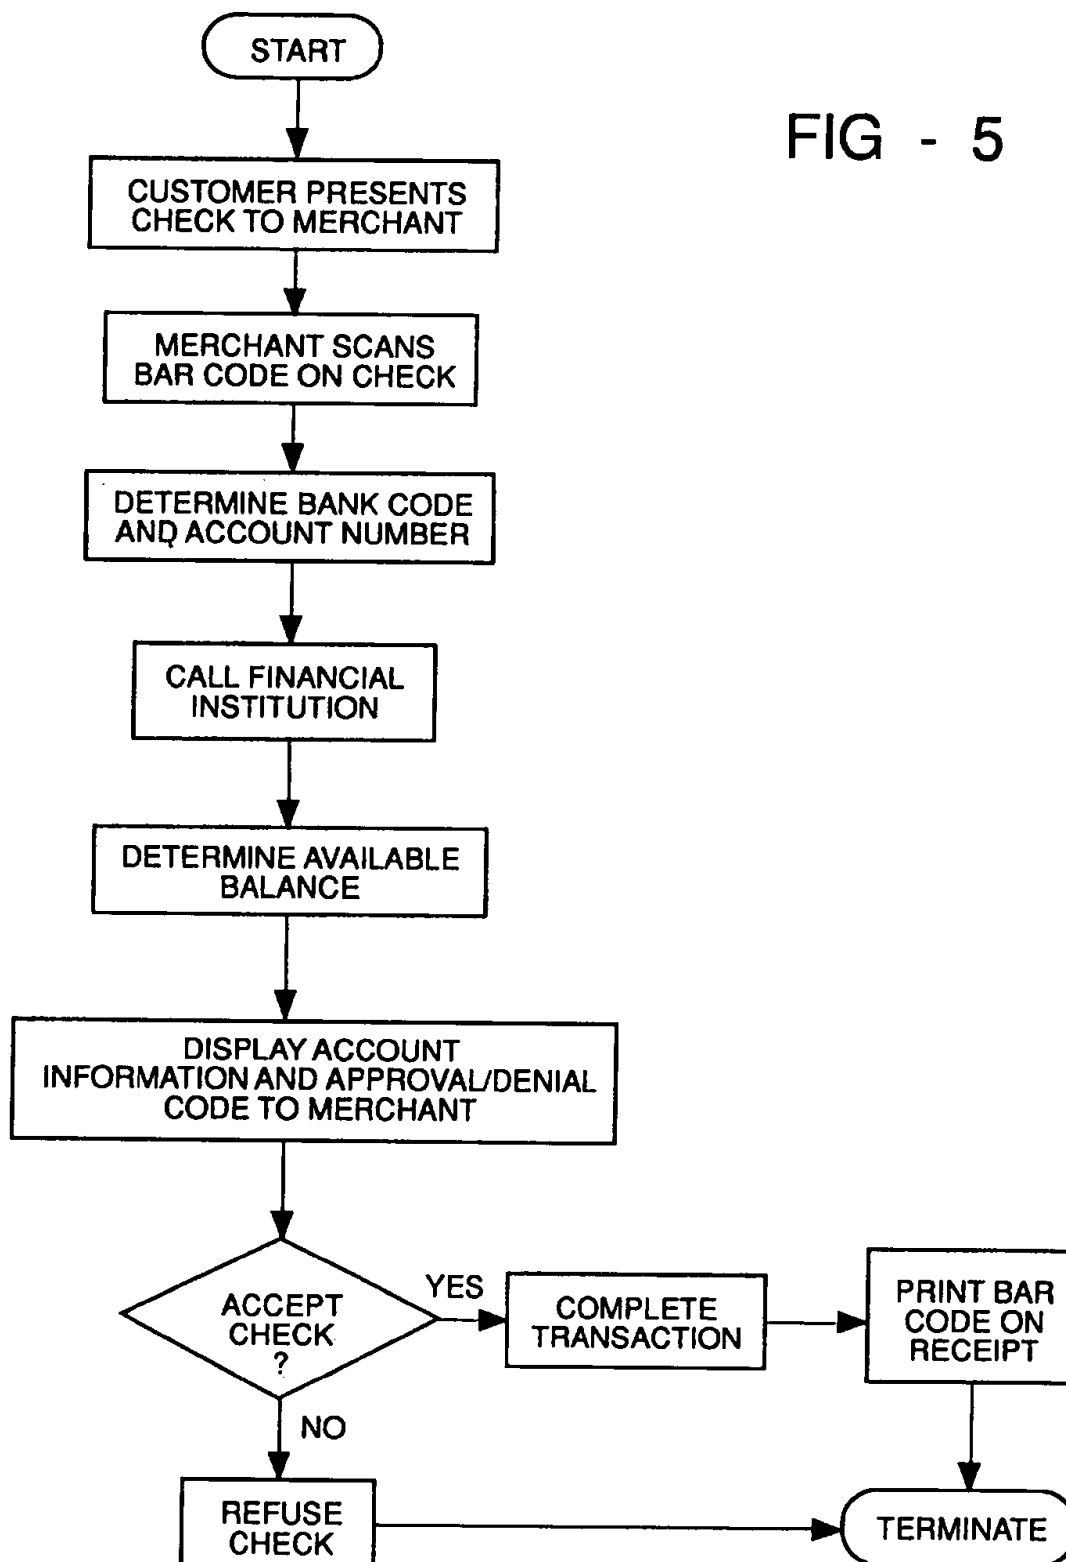 START
FIG - 5
CUSTOMER PRESENTS
CHECK TO MERCHANT
MERCHANT SCANS
BAR CODE ON CHECK
DETERMINE BANK CODE
AND ACCOUNT NUMBER
CALL FINANCIAL
INSTITUTION
DETERMINE AVAILABLE
BALANCE
DISPLAY ACCOUNT
INFORMATION AND APPROVAL/DENIAL
CODE TO MERCHANT
ACCEPT
CHECK
?
YES
COMPLETE
TRANSACTION
PRINT BAR
CODE ON
RECEIPT
NO
REFUSE
CHECK
TERMINATE